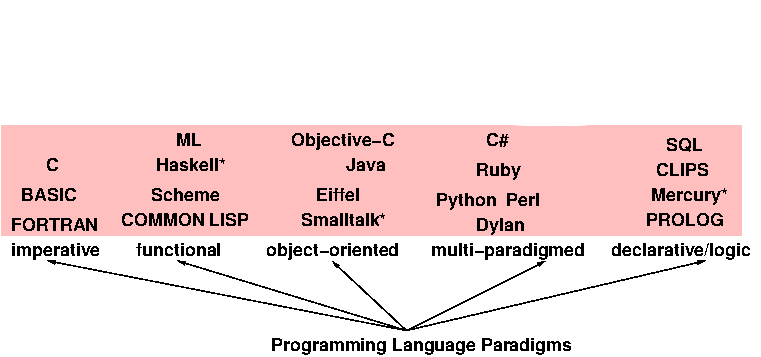 ML
Haskell*
Scheme
COMMON LISP
C
BASIC
FORTRAN
Objective-C
Java
Eiffel
Smalltalk*
C#
Ruby
Python Perl
Dylan
SQL
CLIPS
Mercury*
PROLOG
imperative
functional
object-oriented
multi-paradigmed
declarative/logic
Programming Language Paradigms